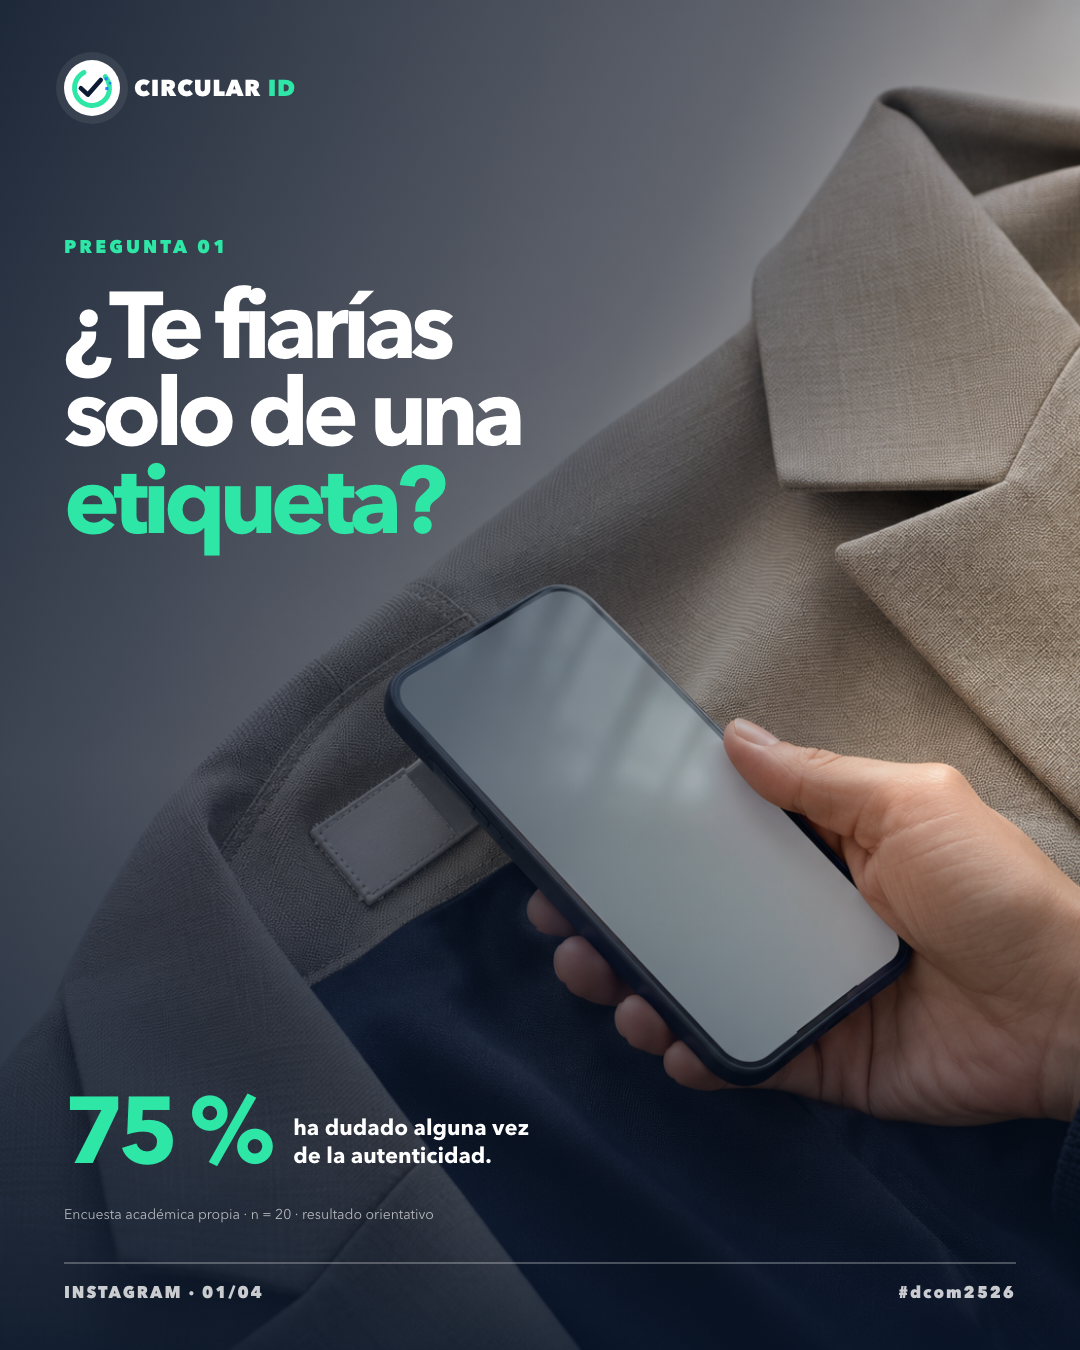 CIRCULAR ID
PREGUNTA 01
¿Te fiarías
solo de una
etiqueta?
75 %
ha dudado alguna vez
de la autenticidad.
Encuesta académica propia · n = 20 · resultado orientativo
INSTAGRAM · 01/04
#dcom2526